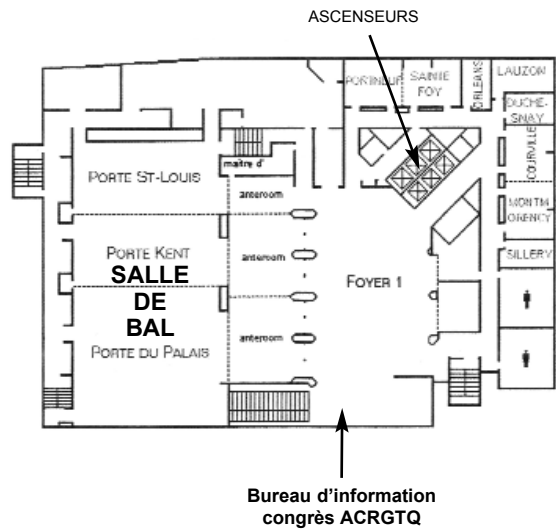 ASCENSEURS
PORTNEUF
SAINTE
FOY
ORLEANS
LAUZON
DUCHE-
SNAY
COURVILLE
MONTM
ORENCY
SILLERY
maître d'
PORTE ST-LOUIS
anteroom
PORTE KENT
anteroom
SALLE
DE
BAL
FOYER 1
PORTE DU PALAIS
anteroom
Bureau d'information
congrès ACRGTQ